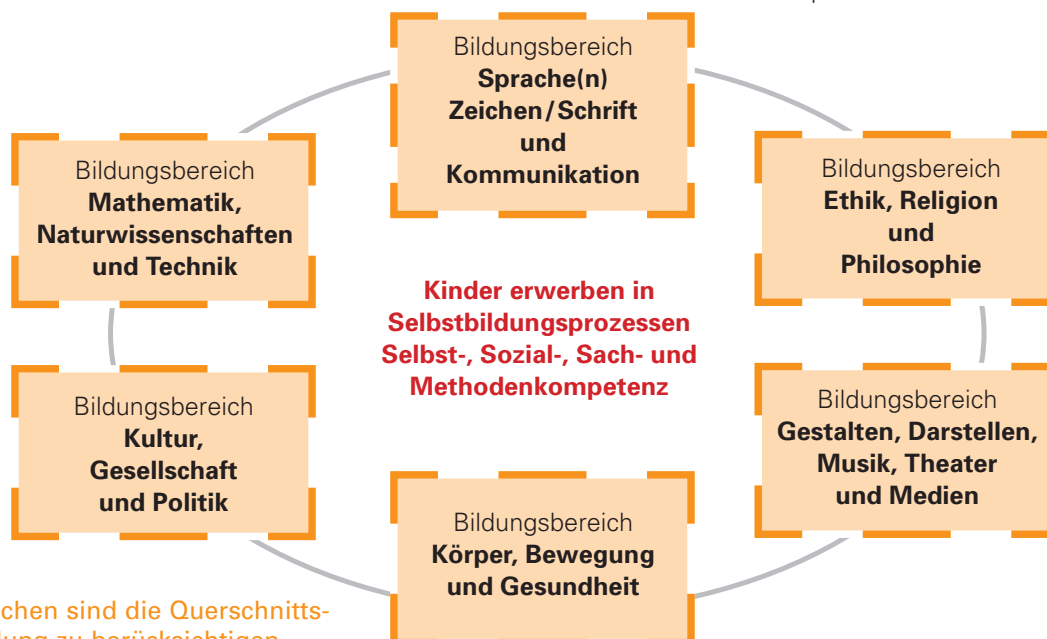 Bildungsbereich
Sprache(n)
Zeichen/Schrift
und
Kommunikation
Bildungsbereich
Mathematik,
Naturwissenschaften
und Technik
Bildungsbereich
Ethik, Religion
und
Philosophie
Kinder erwerben in
Selbstbildungsprozessen
Selbst-, Sozial-, Sach- und
Methodenkompetenz
Bildungsbereich
Kultur,
Gesellschaft
und Politik
Bildungsbereich
Gestalten, Darstellen,
Musik, Theater
und Medien
Bildungsbereich
Körper, Bewegung
und Gesundheit
sind die Querschnitts-
zu berücksichtigen